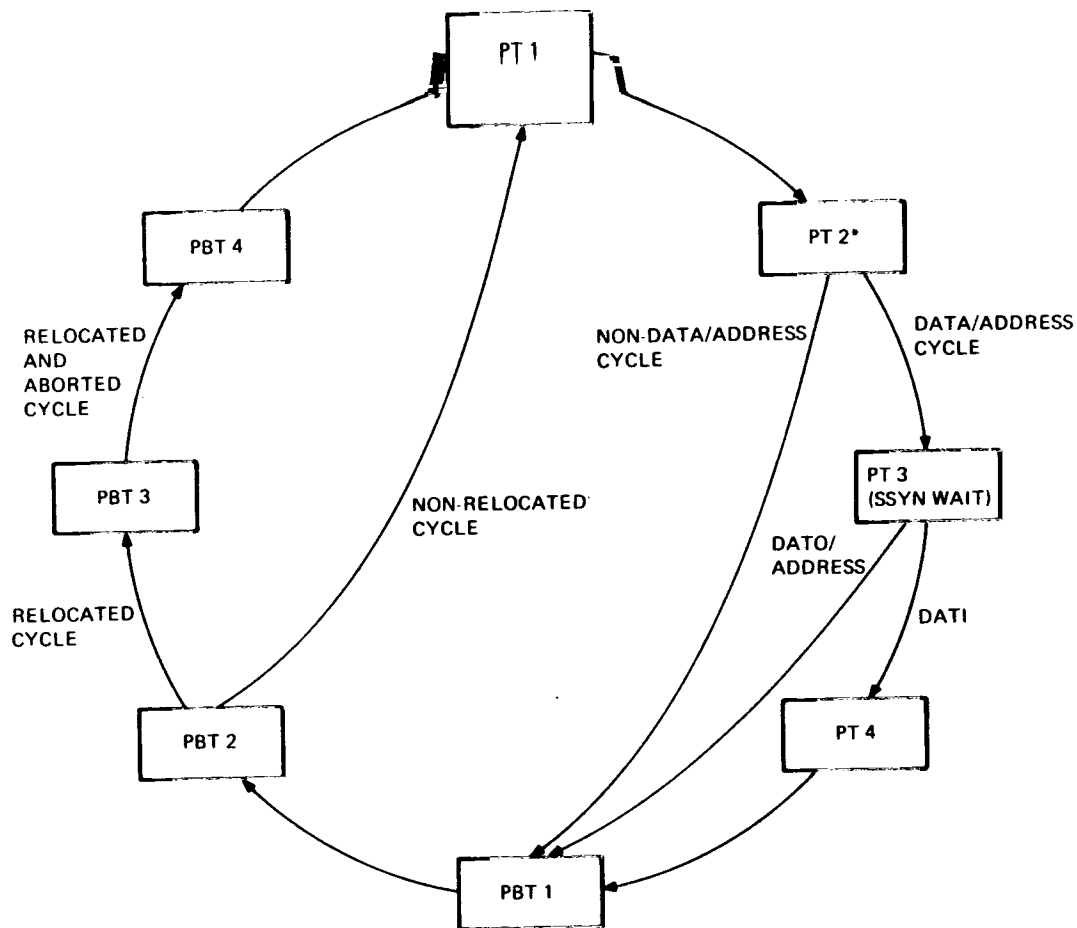 PT 1
PBT 4
PT 2*
RELOCATED
AND
ABORTED
CYCLE
NON-DATA/ADDRESS
CYCLE
DATA/ADDRESS
CYCLE
PBT 3
NON-RELOCATED
CYCLE
PT 3
(SSYN WAIT)
DATO/
ADDRESS
RELOCATED
CYCLE
DATI
PBT 2
PT 4
PBT 1